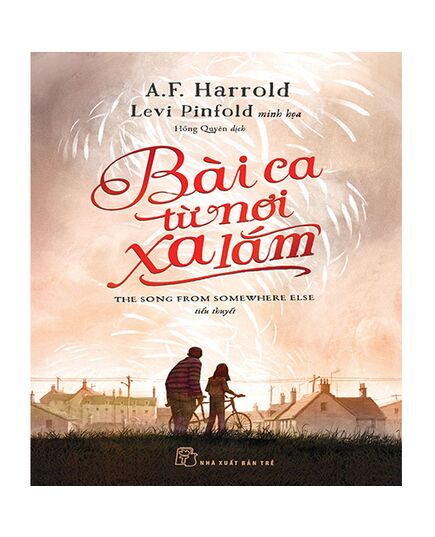 A.F. Harrold
Levi Pinfold minh họa
Hồng Quyên dịch
Bài ca
từ nơi
xa lắm
THE SONG FROM SOMEWHERE ELSE
tiểu thuyết
NHÀ XUẤT BẢN TRẺ